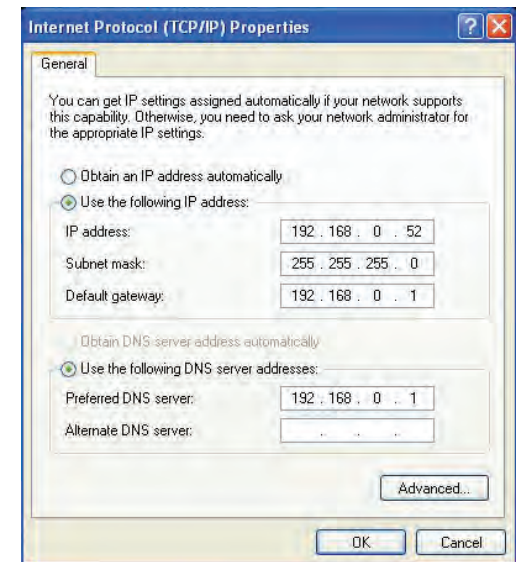 Internet Protocol (TCP/IP) Properties
General
You can get IP settings assigned automatically if your network supports
this capability. Otherwise, you need to ask your network administrator for
the appropriate IP settings.
Obtain an IP address automatically
Use the following IP address:
IP address: 192 . 168 . 0 . 52
Subnet mask: 255 . 255 . 255 . 0
Default gateway: 192 . 168 . 0 . 1
Obtain DNS server address automatically
Use the following DNS server addresses:
Preferred DNS server: 192 . 168 . 0 . 1
Alternate DNS server: . . .
Advanced...
OK Cancel